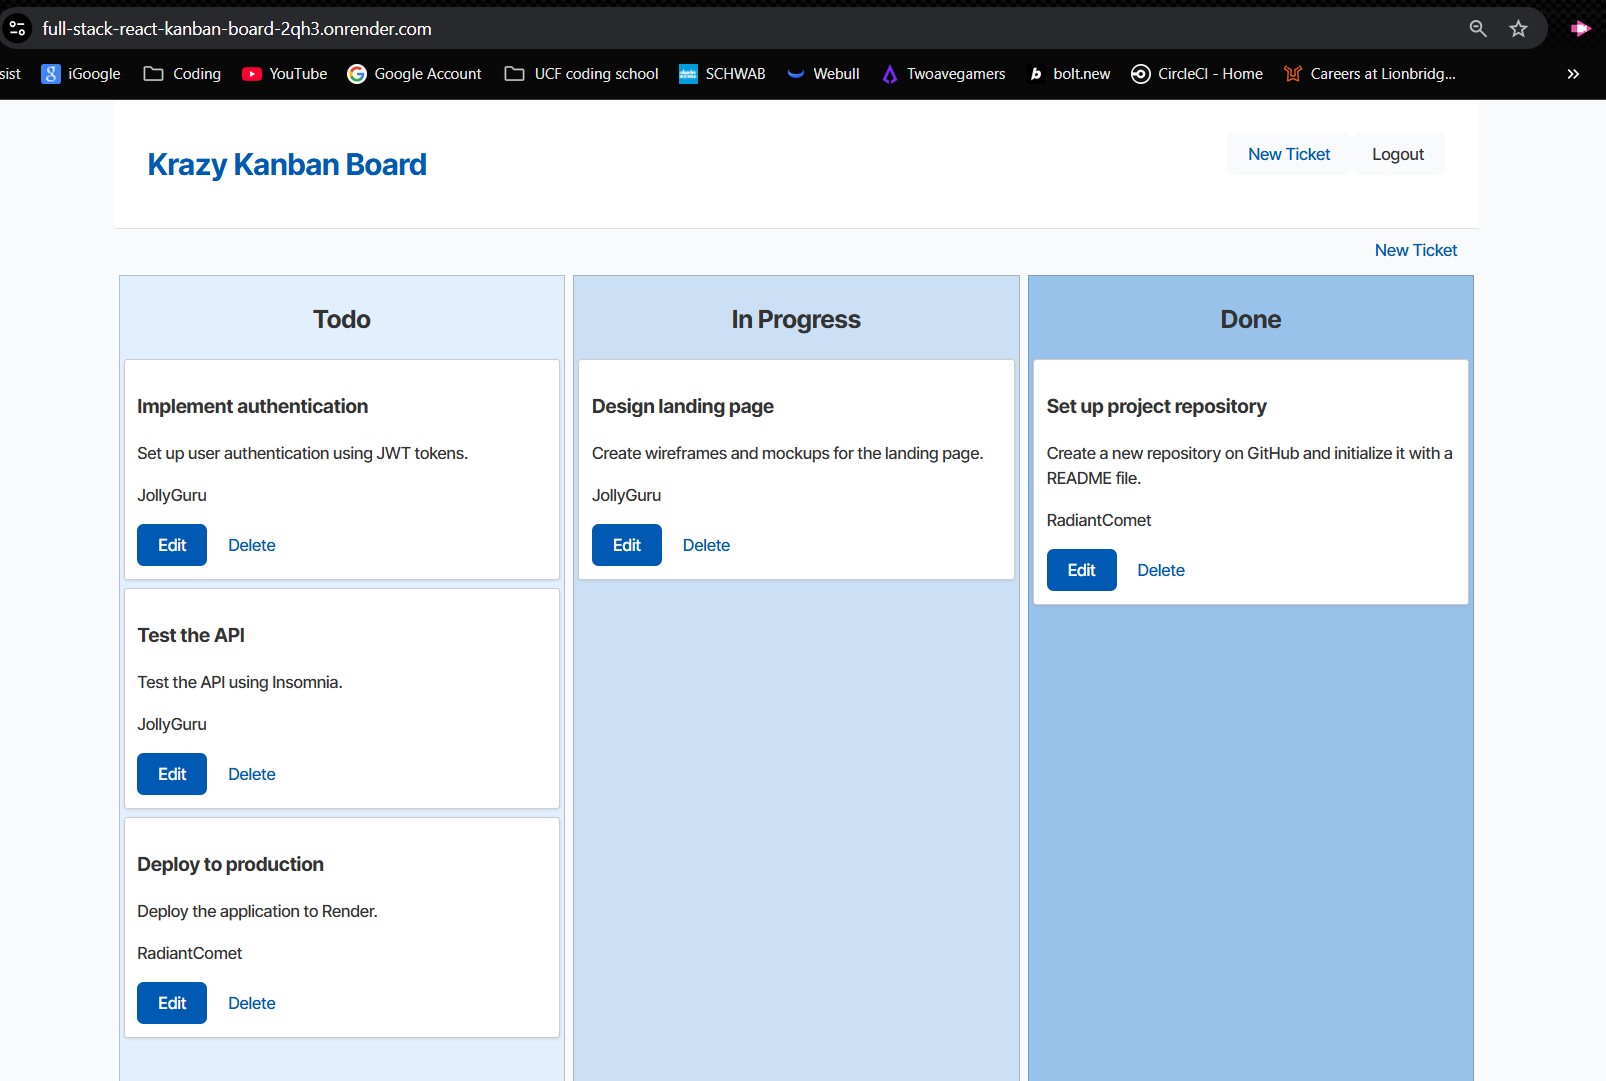 full-stack-react-kanban-board-2qh3.onrender.com
sist iGoogle Coding YouTube Google Account UCF coding school SCHWAB Webull Twoavegamers bolt.new CircleCI - Home Careers at Lionbridg... »
Krazy Kanban Board
New Ticket Logout
New Ticket
Todo
Implement authentication
Set up user authentication using JWT tokens.
JollyGuru
Edit Delete
Test the API
Test the API using Insomnia.
JollyGuru
Edit Delete
Deploy to production
Deploy the application to Render.
RadiantComet
Edit Delete
In Progress
Design landing page
Create wireframes and mockups for the landing page.
JollyGuru
Edit Delete
Done
Set up project repository
Create a new repository on GitHub and initialize it with a
README file.
RadiantComet
Edit Delete